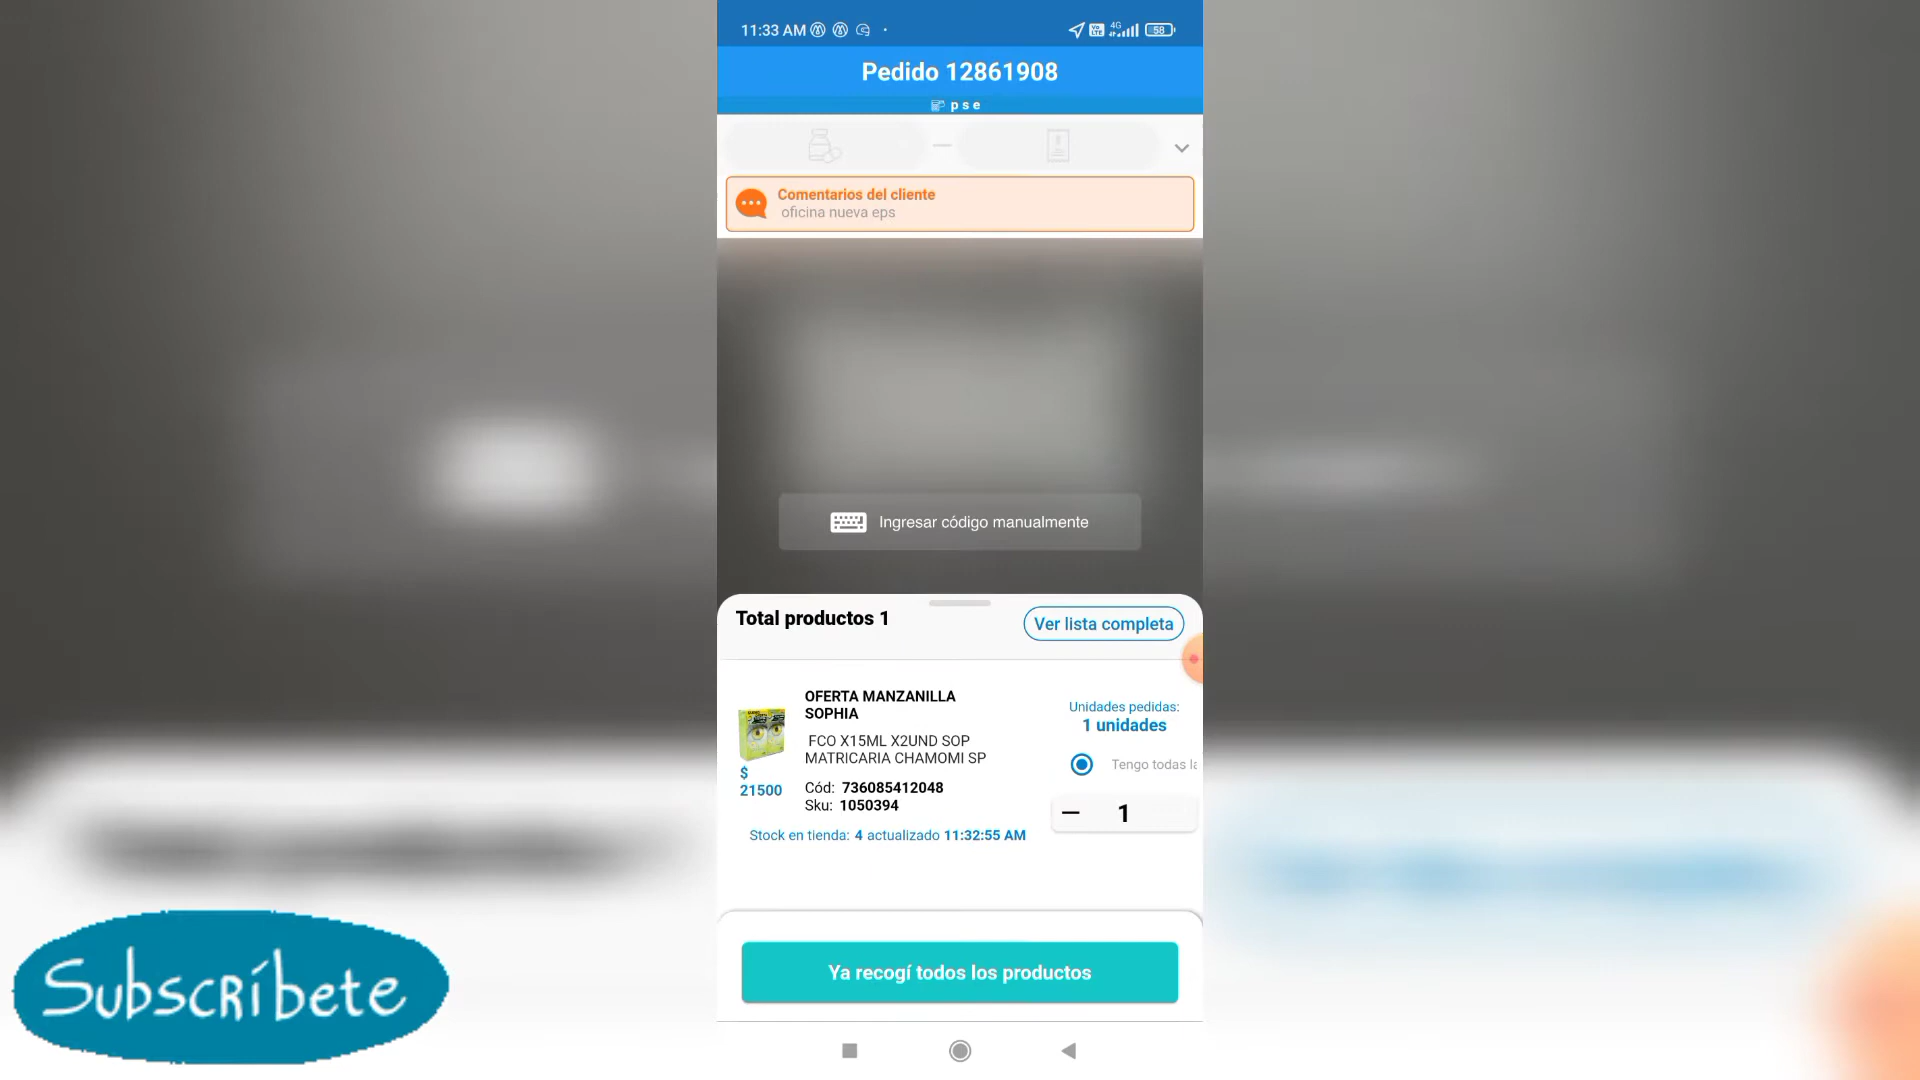 11:33 AM
4G
58
Pedido 12861908
pse
Comentarios del cliente
oficina nueva eps
Ingresar código manualmente
Total productos 1
Ver lista completa
OFERTA MANZANILLA
SOPHIA
FCO X15ML X2UND SOP
MATRICARIA CHAMOMI SP
$
21500
Cód: 736085412048
Sku: 1050394
Stock en tienda: 4 actualizado 11:32:55 AM
Unidades pedidas:
1 unidades
Tengo todas la
1
Ya recogí todos los productos
Subscríbete